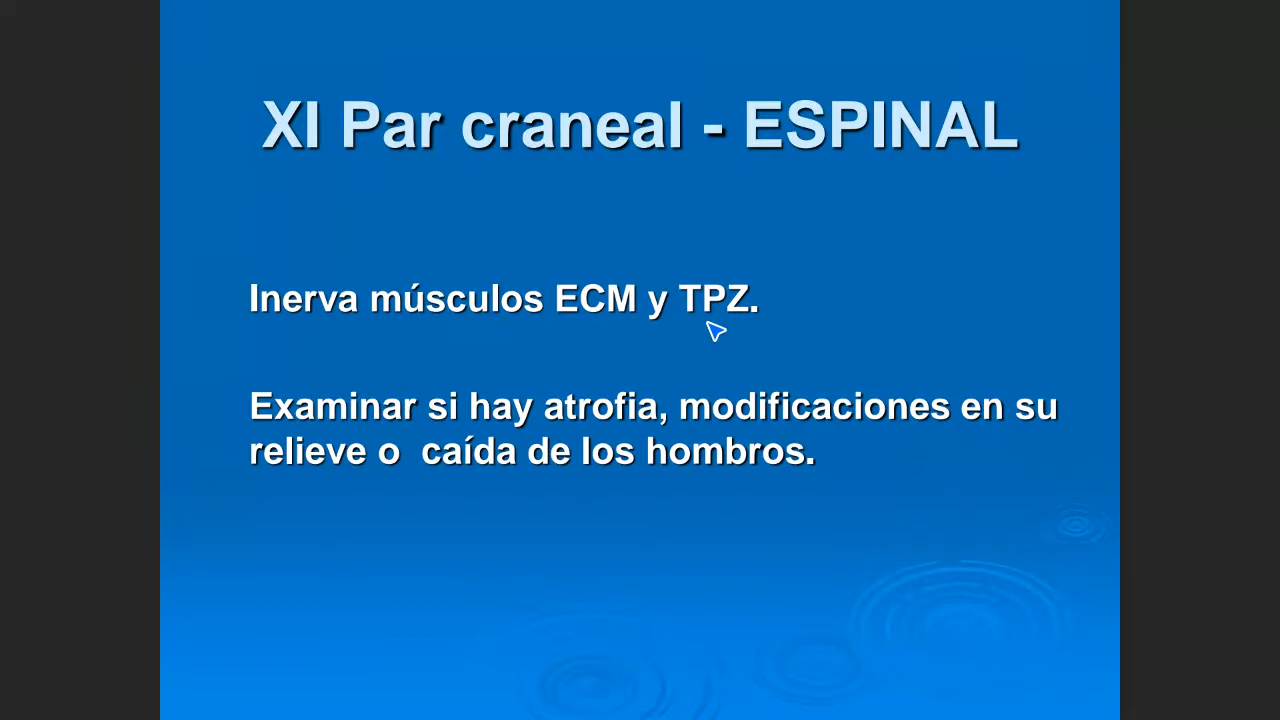 XI Par craneal - ESPINAL
Inerva músculos ECM y TPZ.
Examinar si hay atrofia, modificaciones en su
relieve o caída de los hombros.